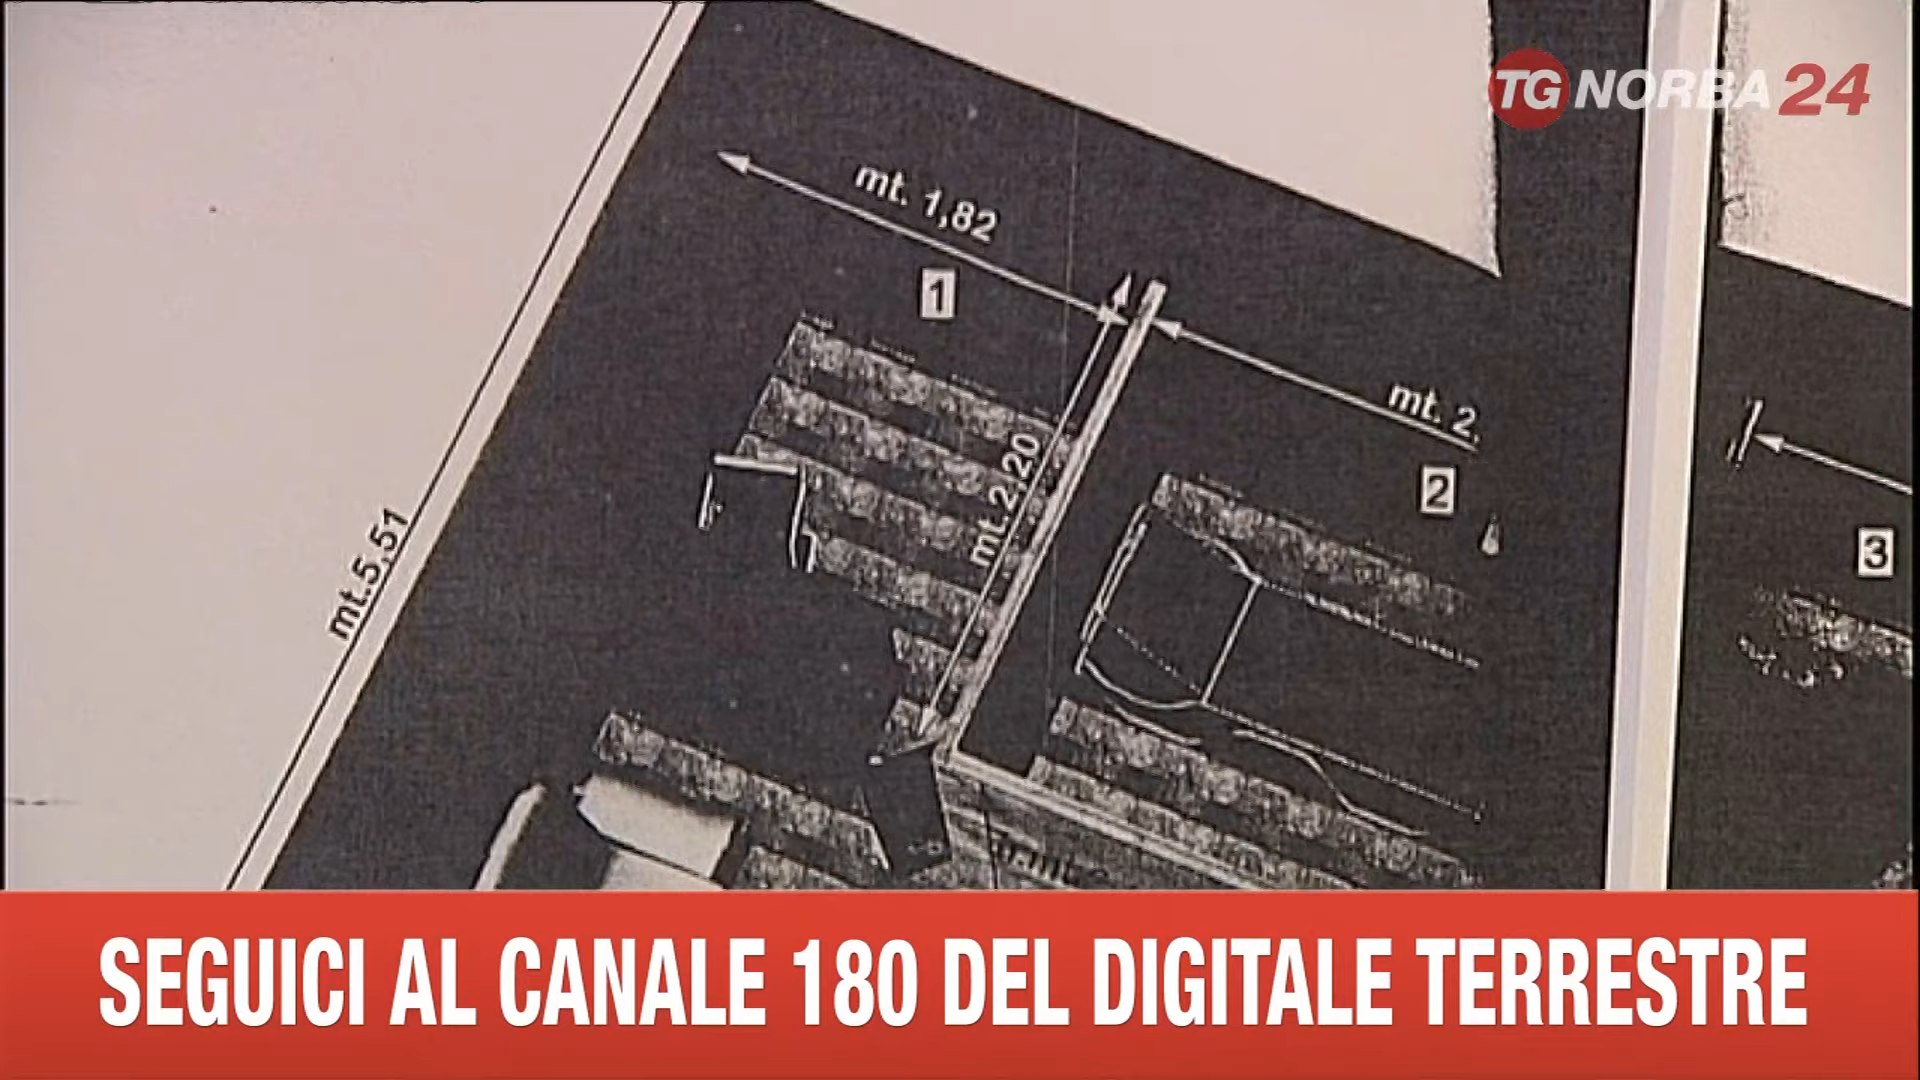 TG NORBA 24
mt. 1,82
1
mt. 2
mt. 2,20
2
3
mt.5,51
SEGUICI AL CANALE 180 DEL DIGITALE TERRESTRE